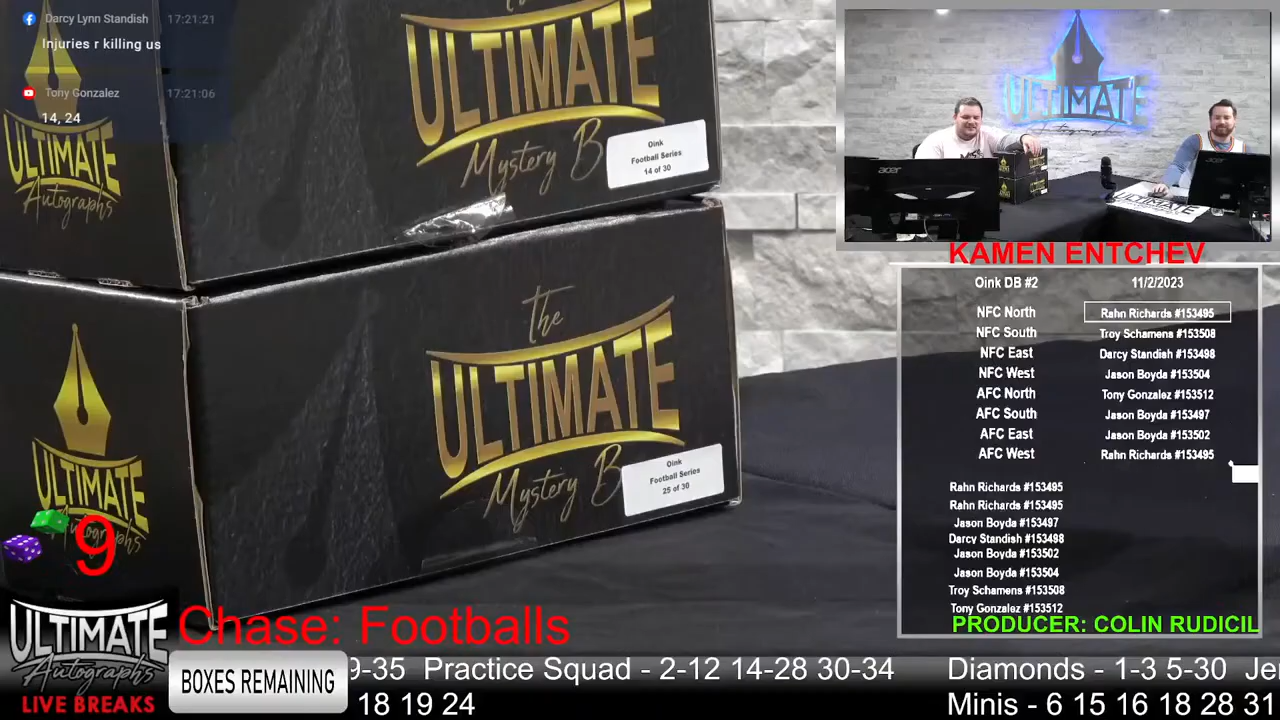 Darcy Lynn Standish 17:21:21
Injuries r killing us
Tony Gonzalez 17:21:06
14, 24
ULTIMATE
Autographs
ULTIMATE
Mystery B
Oink
Football Series
14 of 30
The
ULTIMATE
Mystery B
Oink
Football Series
25 of 30
ULTIMATE
Autographs
9
ULTIMATE
Autographs
acer
acer
ULTIMATE
KAMEN ENTCHEV
Oink DB #2 11/2/2023
NFC North Rahn Richards #153495
NFC South Troy Schamens #153508
NFC East Darcy Standish #153498
NFC West Jason Boyda #153504
AFC North Tony Gonzalez #153512
AFC South Jason Boyda #153497
AFC East Jason Boyda #153502
AFC West Rahn Richards #153495
Rahn Richards #153495
Rahn Richards #153495
Jason Boyda #153497
Darcy Standish #153498
Jason Boyda #153502
Jason Boyda #153504
Troy Schamens #153508
Tony Gonzalez #153512
PRODUCER: COLIN RUDICIL
ULTIMATE
Autographs
LIVE BREAKS
Chase: Footballs
BOXES REMAINING
9-35 Practice Squad - 2-12 14-28 30-34 Diamonds - 1-3 5-30 Je
18 19 24 Minis - 6 15 16 18 28 31